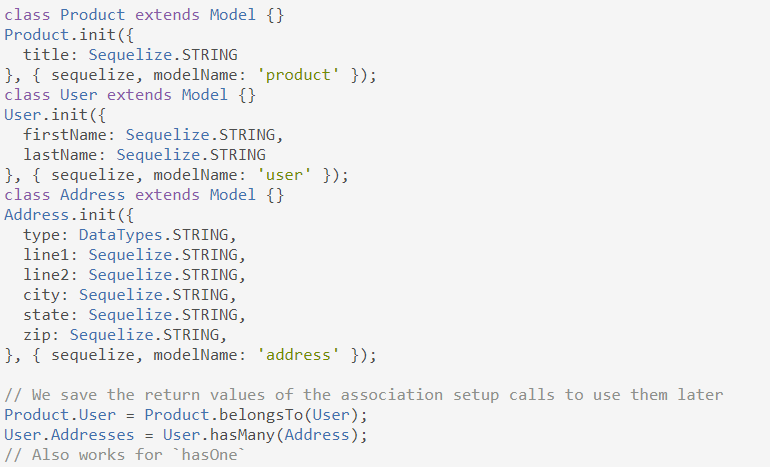 class Product extends Model {}
Product.init({
  title: Sequelize.STRING
}, { sequelize, modelName: 'product' });
class User extends Model {}
User.init({
  firstName: Sequelize.STRING,
  lastName: Sequelize.STRING
}, { sequelize, modelName: 'user' });
class Address extends Model {}
Address.init({
  type: DataTypes.STRING,
  line1: Sequelize.STRING,
  line2: Sequelize.STRING,
  city: Sequelize.STRING,
  state: Sequelize.STRING,
  zip: Sequelize.STRING,
}, { sequelize, modelName: 'address' });

// We save the return values of the association setup calls to use them later
Product.User = Product.belongsTo(User);
User.Addresses = User.hasMany(Address);
// Also works for `hasOne`